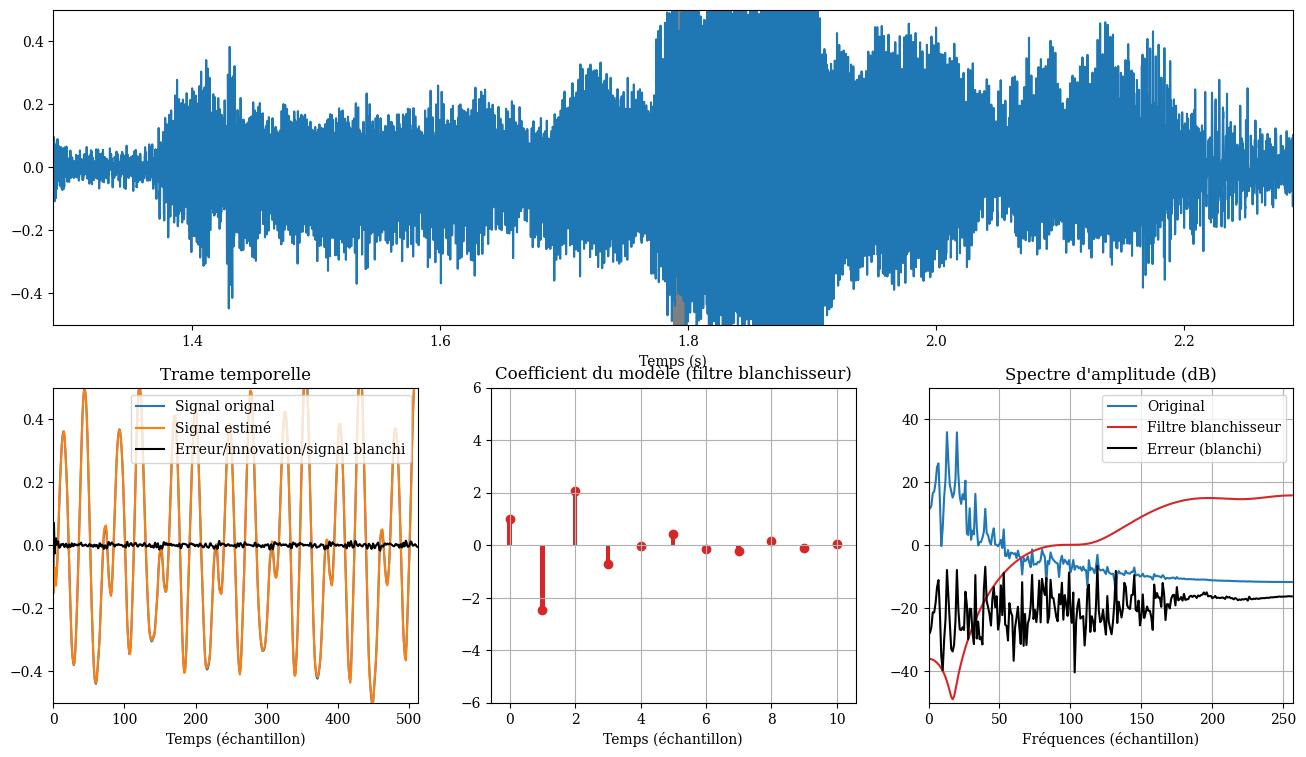 0.4
0.2
0.0
−0.2
−0.4
1.4 1.6 1.8 2.0 2.2
Temps (s)
Trame temporelle
Signal orignal
Signal estimé
Erreur/innovation/signal blanchi
0.4
0.2
0.0
−0.2
−0.4
0 100 200 300 400 500
Temps (échantillon)
Coefficient du modèle (filtre blanchisseur)
6
4
2
0
−2
−4
−6
0 2 4 6 8 10
Temps (échantillon)
Spectre d'amplitude (dB)
Original
Filtre blanchisseur
Erreur (blanchi)
40
20
0
−20
−40
0 50 100 150 200 250
Fréquences (échantillon)